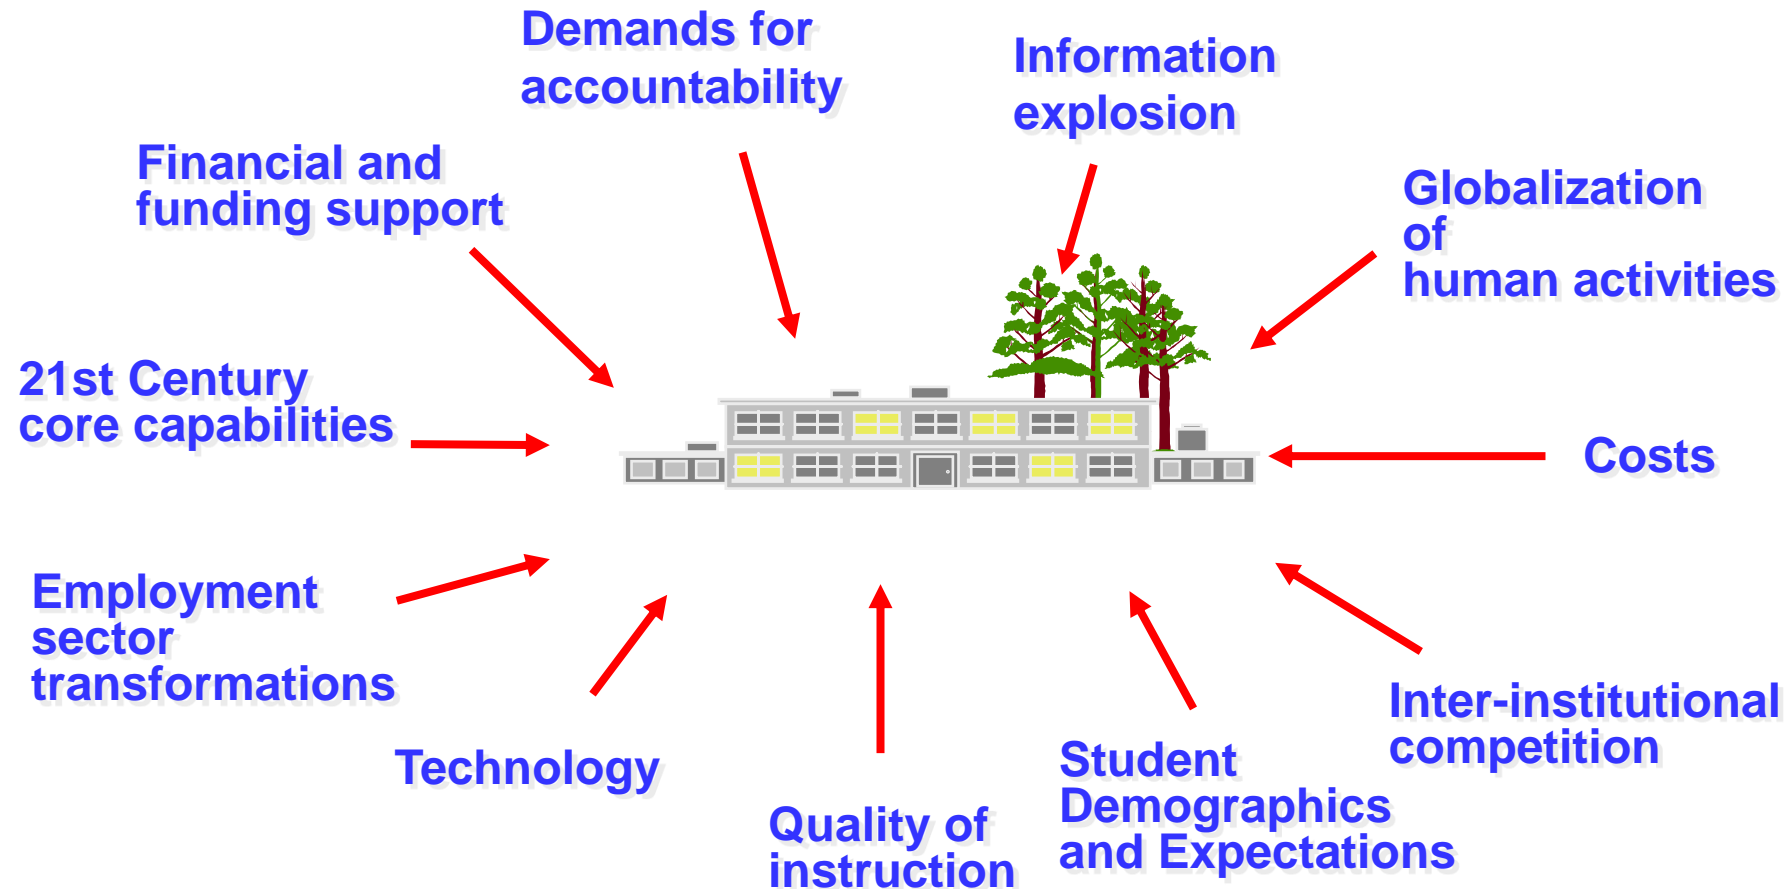 Demands for
accountability
Information
explosion
Financial and
funding support
Globalization
of
human activities
21st Century
core capabilities
Costs
Employment
sector
transformations
Technology
Quality of
instruction
Student
Demographics
and Expectations
Inter-institutional
competition